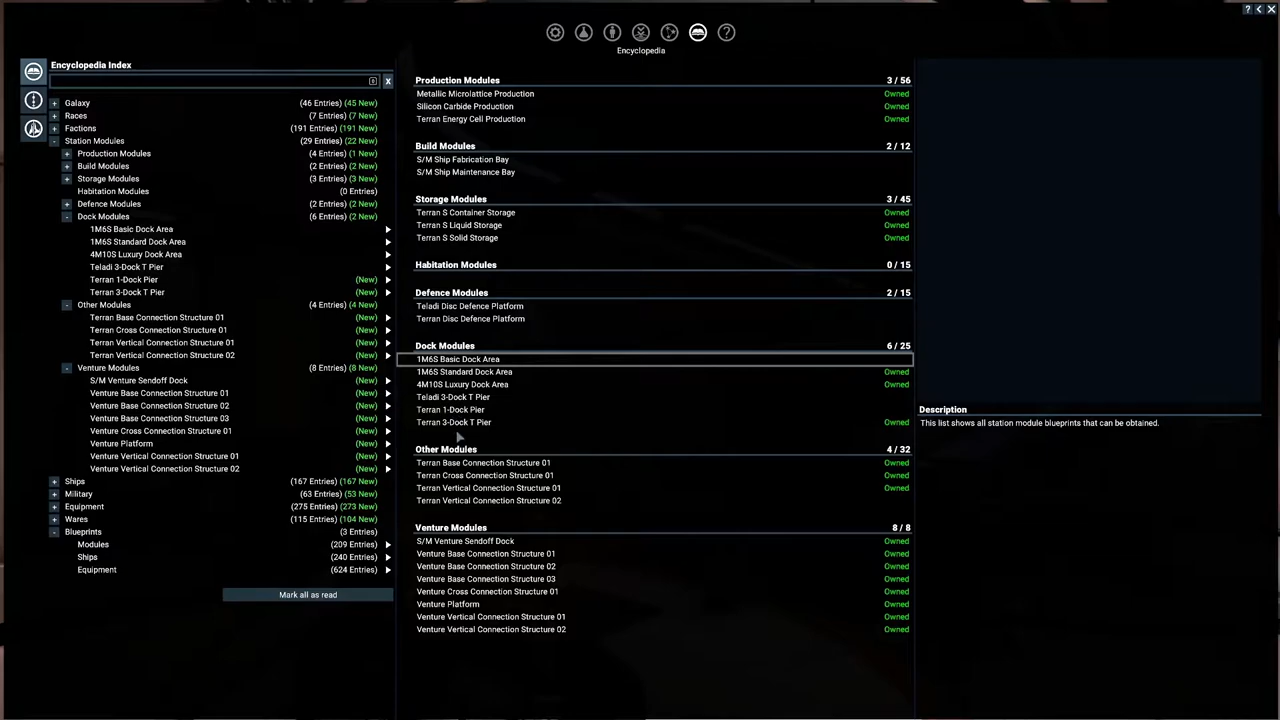 Encyclopedia
Encyclopedia Index
x
+ Galaxy (46 Entries) (45 New)
+ Races (7 Entries) (7 New)
+ Factions (191 Entries) (191 New)
- Station Modules (29 Entries) (22 New)
+ Production Modules (4 Entries) (1 New)
+ Build Modules (2 Entries) (2 New)
+ Storage Modules (3 Entries) (3 New)
Habitation Modules (0 Entries)
+ Defence Modules (2 Entries) (2 New)
- Dock Modules (6 Entries) (2 New)
1M6S Basic Dock Area
1M6S Standard Dock Area
4M10S Luxury Dock Area
Teladi 3-Dock T Pier
Terran 1-Dock Pier (New)
Terran 3-Dock T Pier (New)
- Other Modules (4 Entries) (4 New)
Terran Base Connection Structure 01 (New)
Terran Cross Connection Structure 01 (New)
Terran Vertical Connection Structure 01 (New)
Terran Vertical Connection Structure 02 (New)
- Venture Modules (8 Entries) (8 New)
S/M Venture Sendoff Dock (New)
Venture Base Connection Structure 01 (New)
Venture Base Connection Structure 02 (New)
Venture Base Connection Structure 03 (New)
Venture Cross Connection Structure 01 (New)
Venture Platform (New)
Venture Vertical Connection Structure 01 (New)
Venture Vertical Connection Structure 02 (New)
+ Ships (167 Entries) (167 New)
+ Military (63 Entries) (53 New)
+ Equipment (275 Entries) (273 New)
+ Wares (115 Entries) (104 New)
- Blueprints (3 Entries)
Modules (209 Entries)
Ships (240 Entries)
Equipment (624 Entries)
Mark all as read
Production Modules 3 / 56
Metallic Microlattice Production Owned
Silicon Carbide Production Owned
Terran Energy Cell Production Owned
Build Modules 2 / 12
S/M Ship Fabrication Bay
S/M Ship Maintenance Bay
Storage Modules 3 / 45
Terran S Container Storage Owned
Terran S Liquid Storage Owned
Terran S Solid Storage Owned
Habitation Modules 0 / 15
Defence Modules 2 / 15
Teladi Disc Defence Platform
Terran Disc Defence Platform
Dock Modules 6 / 25
1M6S Basic Dock Area
1M6S Standard Dock Area Owned
4M10S Luxury Dock Area Owned
Teladi 3-Dock T Pier
Terran 1-Dock Pier
Terran 3-Dock T Pier Owned
Other Modules 4 / 32
Terran Base Connection Structure 01 Owned
Terran Cross Connection Structure 01 Owned
Terran Vertical Connection Structure 01 Owned
Terran Vertical Connection Structure 02
Venture Modules 8 / 8
S/M Venture Sendoff Dock Owned
Venture Base Connection Structure 01 Owned
Venture Base Connection Structure 02 Owned
Venture Base Connection Structure 03 Owned
Venture Cross Connection Structure 01 Owned
Venture Platform Owned
Venture Vertical Connection Structure 01 Owned
Venture Vertical Connection Structure 02 Owned
Description
This list shows all station module blueprints that can be obtained.